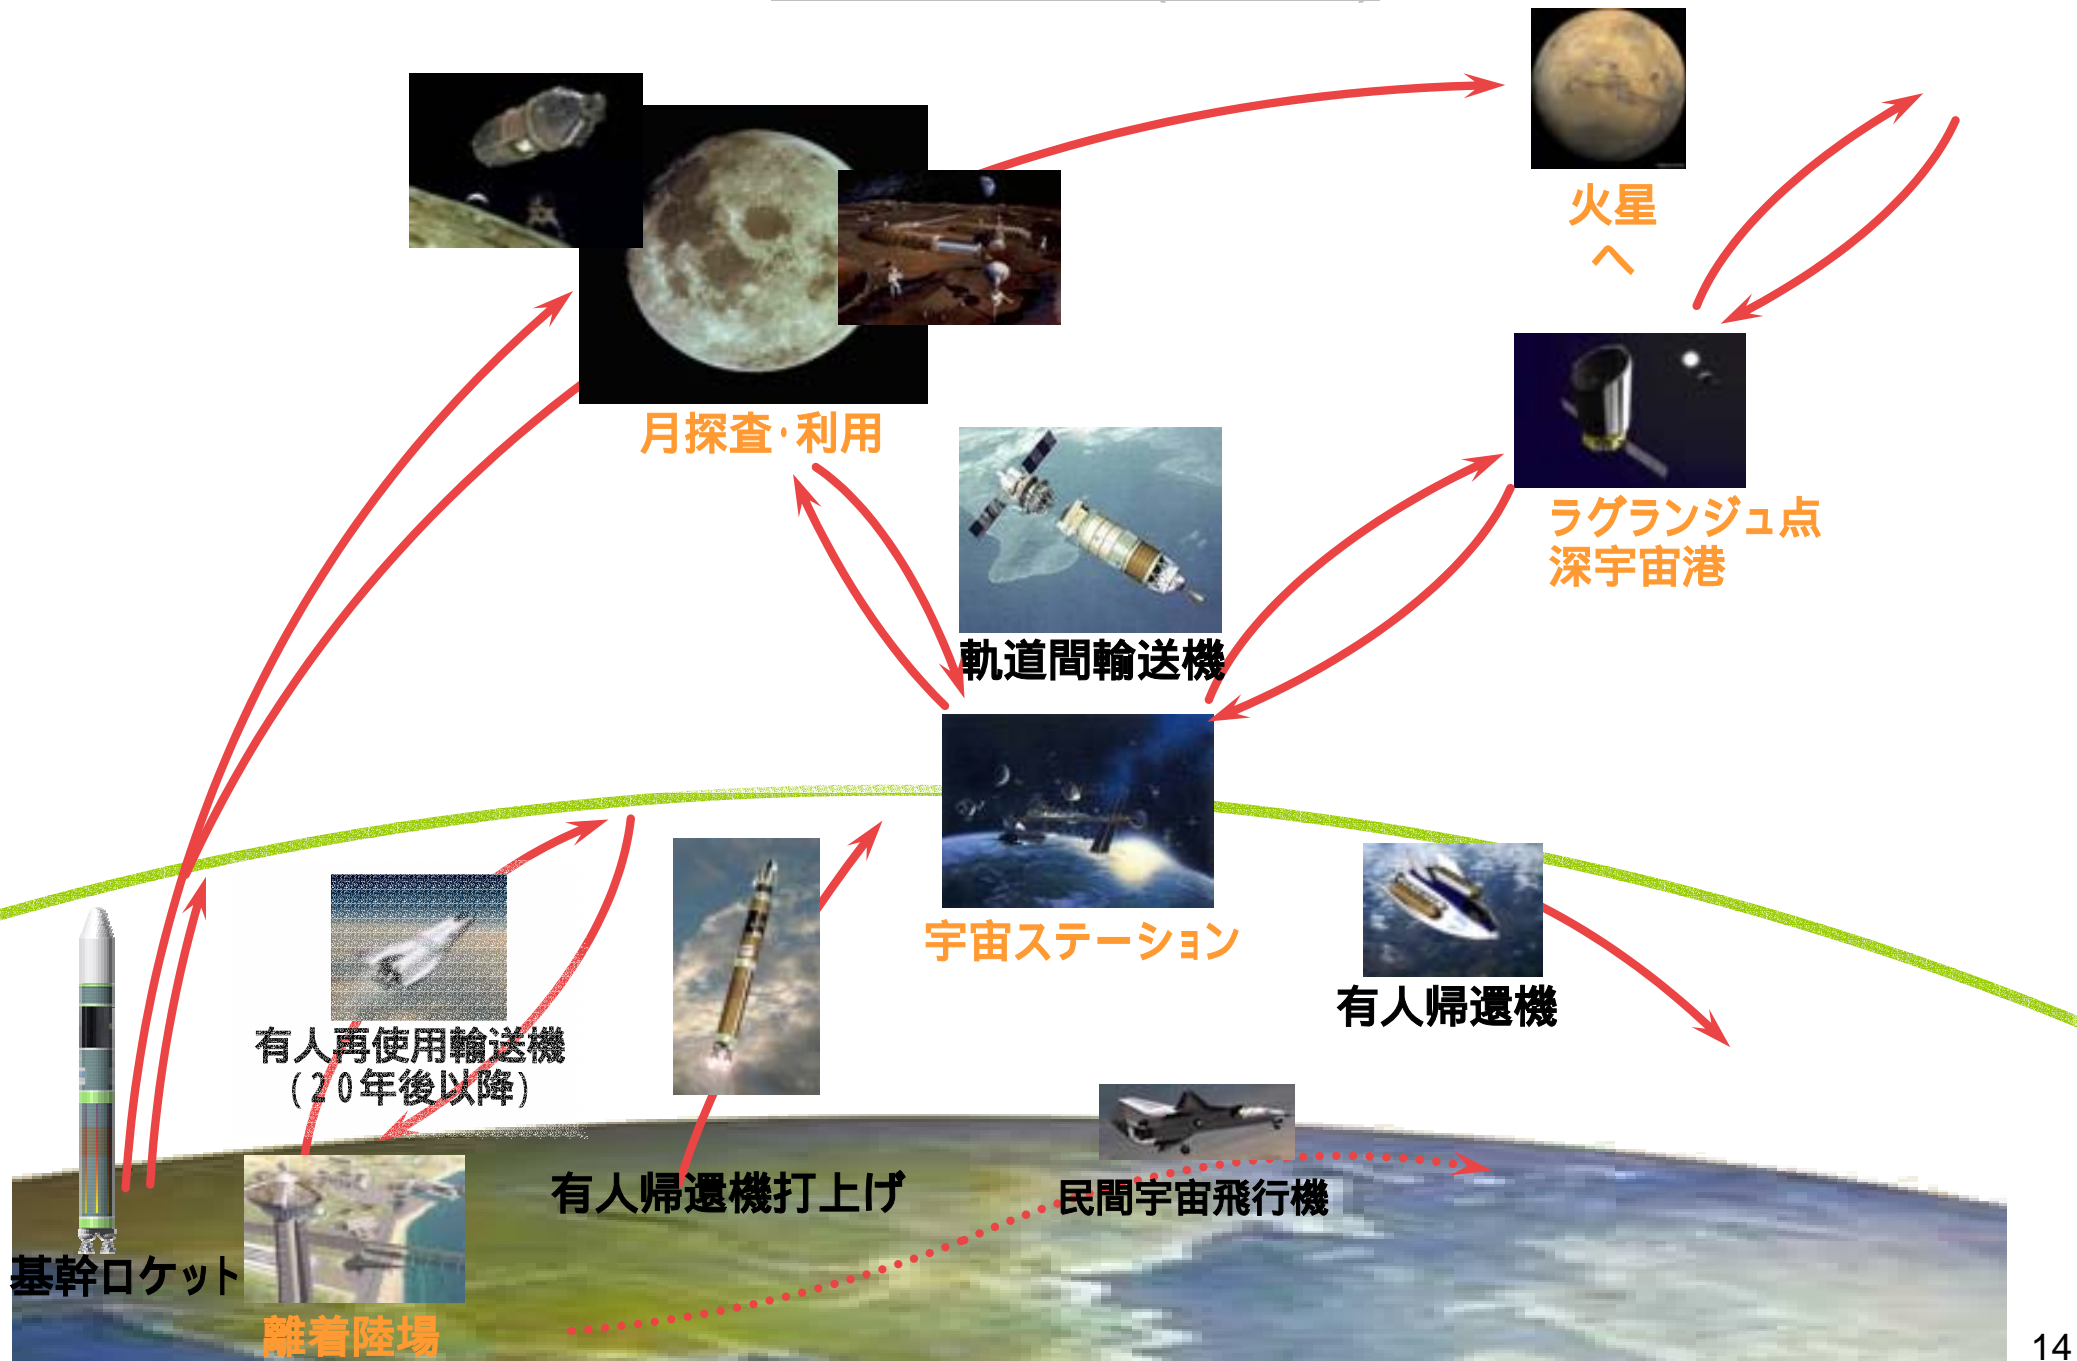 火星
へ
月探査・利用
ラグランジュ点
深宇宙港
軌道間輸送機
宇宙ステーション
有人帰還機
有人再使用輸送機
(20年後以降)
有人帰還機打上げ
民間宇宙飛行機
基幹ロケット
離着陸場
14